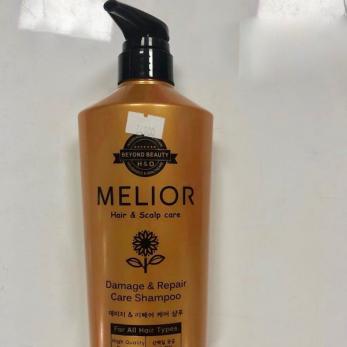 BEYOND BEAUTY
H&O
MELIOR
Hair & Scalp care
Damage & Repair
Care Shampoo
데미지 & 리페어 케어 샴푸
For All Hair Types
High Quality